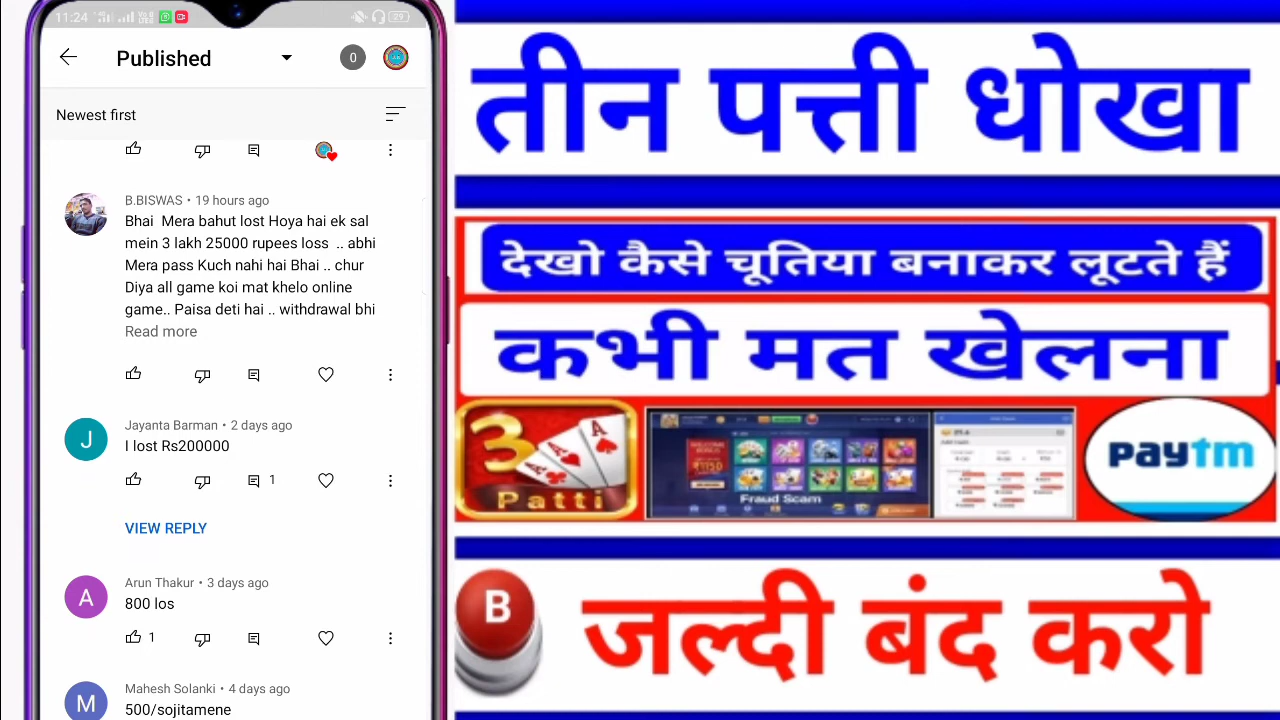 11:24
29
Published
0
Newest first
B.BISWAS • 19 hours ago
Bhai Mera bahut lost Hoya hai ek sal
mein 3 lakh 25000 rupees loss .. abhi
Mera pass Kuch nahi hai Bhai .. chur
Diya all game koi mat khelo online
game.. Paisa deti hai .. withdrawal bhi
Read more
Jayanta Barman • 2 days ago
I lost Rs200000
1
VIEW REPLY
Arun Thakur • 3 days ago
800 los
1
Mahesh Solanki • 4 days ago
500/sojitamene
J
A
M
तीन पत्ती धोखा
देखो कैसे चूतिया बनाकर लूटते हैं
कभी मत खेलना
3
A
A
A
Patti
₹1150
Fraud Scam
paytm
B
जल्दी बंद करो